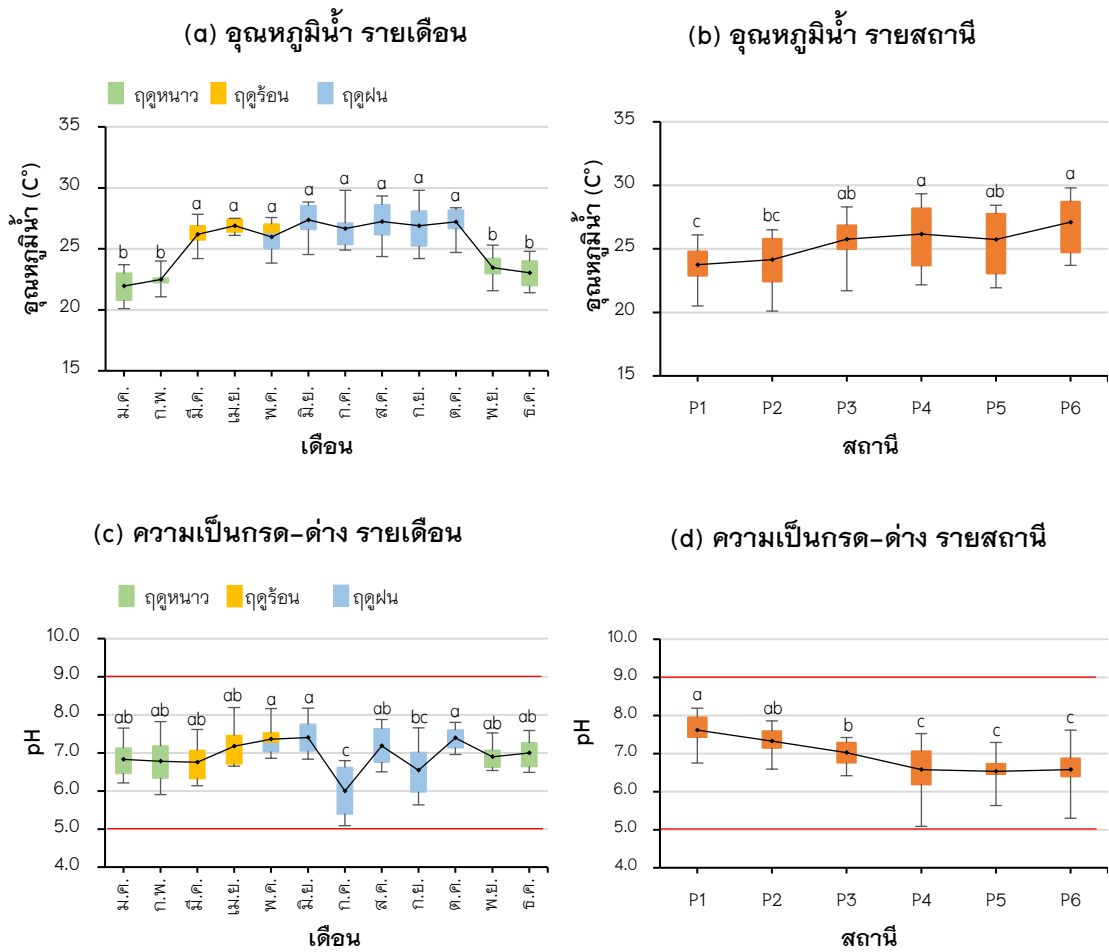 (a) อุณหภูมิน้ำ รายเดือน
ฤดูหนาว ฤดูร้อน ฤดูฝน
อุณหภูมิน้ำ (C°)
35
30
25
20
15
b b a a a a a a a a b b
ม.ค. ก.พ. มี.ค. เม.ย. พ.ค. มิ.ย. ก.ค. ส.ค. ก.ย. ต.ค. พ.ย. ธ.ค.
เดือน
(b) อุณหภูมิน้ำ รายสถานี
อุณหภูมิน้ำ (C°)
35
30
25
20
15
c bc ab a ab a
P1 P2 P3 P4 P5 P6
สถานี
(c) ความเป็นกรด-ด่าง รายเดือน
ฤดูหนาว ฤดูร้อน ฤดูฝน
pH
10.0
9.0
8.0
7.0
6.0
5.0
4.0
ab ab ab ab a a c ab bc a ab ab
ม.ค. ก.พ. มี.ค. เม.ย. พ.ค. มิ.ย. ก.ค. ส.ค. ก.ย. ต.ค. พ.ย. ธ.ค.
เดือน
(d) ความเป็นกรด-ด่าง รายสถานี
pH
10.0
9.0
8.0
7.0
6.0
5.0
4.0
a ab b c c c
P1 P2 P3 P4 P5 P6
สถานี